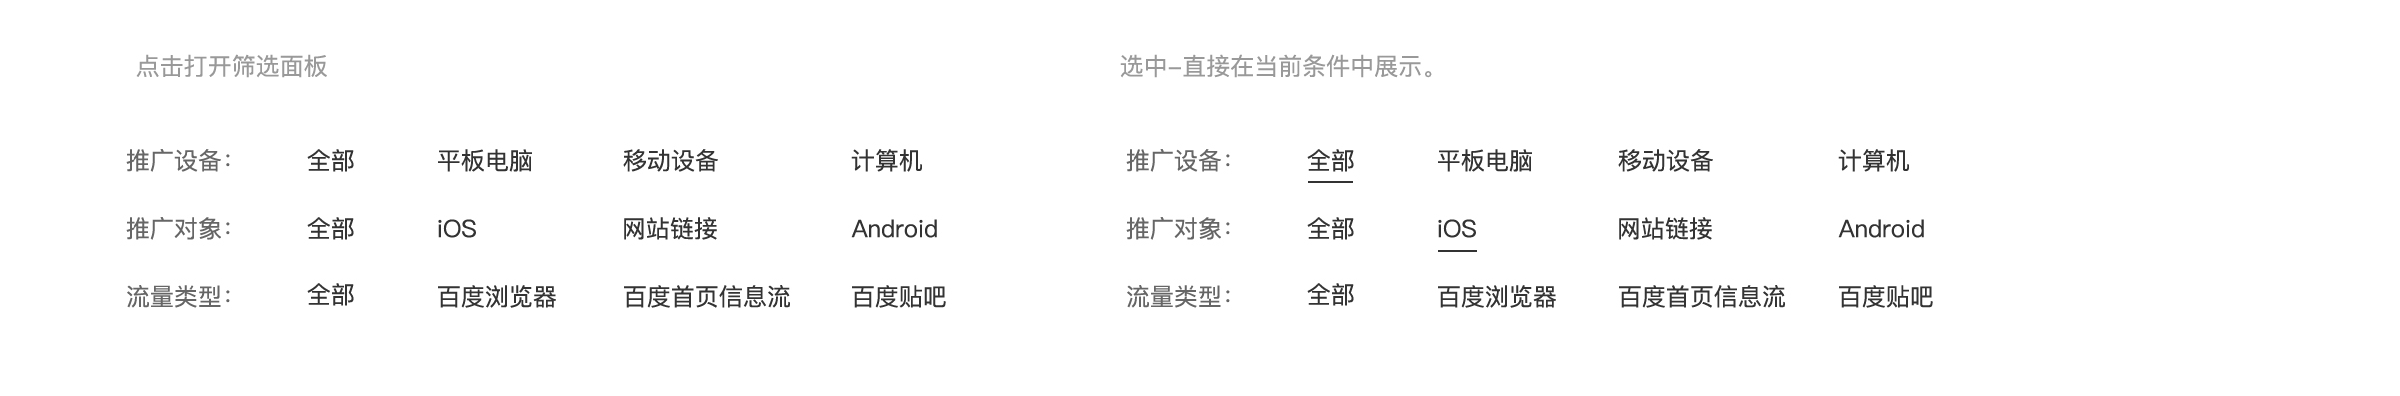 点击打开筛选面板
推广设备： 全部 平板电脑 移动设备 计算机
推广对象： 全部 iOS 网站链接 Android
流量类型： 全部 百度浏览器 百度首页信息流 百度贴吧
选中-直接在当前条件中展示。
推广设备： 全部 平板电脑 移动设备 计算机
推广对象： 全部 iOS 网站链接 Android
流量类型： 全部 百度浏览器 百度首页信息流 百度贴吧